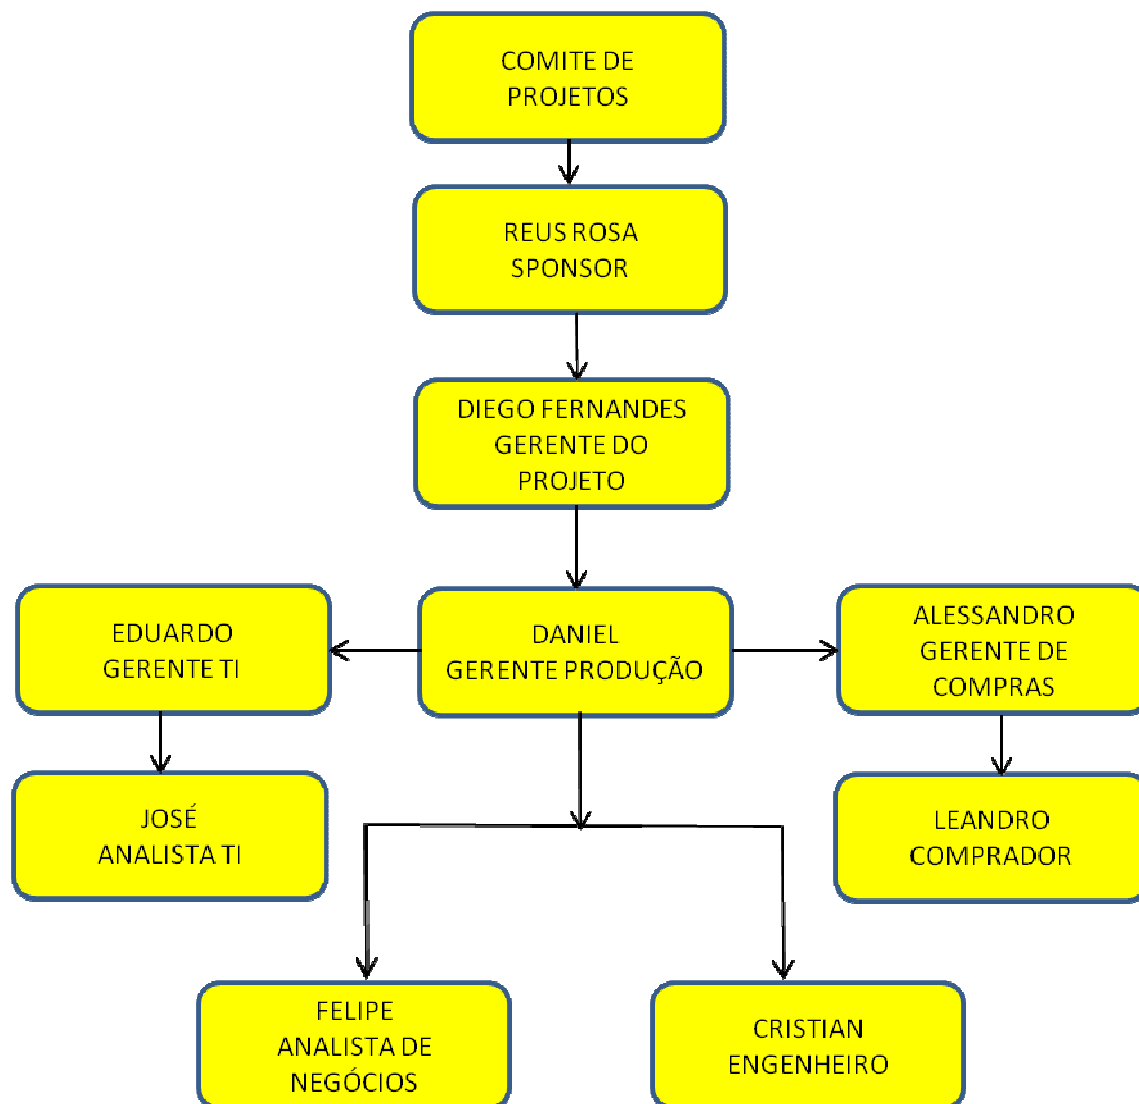 COMITE DE
PROJETOS
REUS ROSA
SPONSOR
DIEGO FERNANDES
GERENTE DO
PROJETO
EDUARDO
GERENTE TI
DANIEL
GERENTE PRODUÇÃO
ALESSANDRO
GERENTE DE
COMPRAS
JOSÉ
ANALISTA TI
LEANDRO
COMPRADOR
FELIPE
ANALISTA DE
NEGÓCIOS
CRISTIAN
ENGENHEIRO